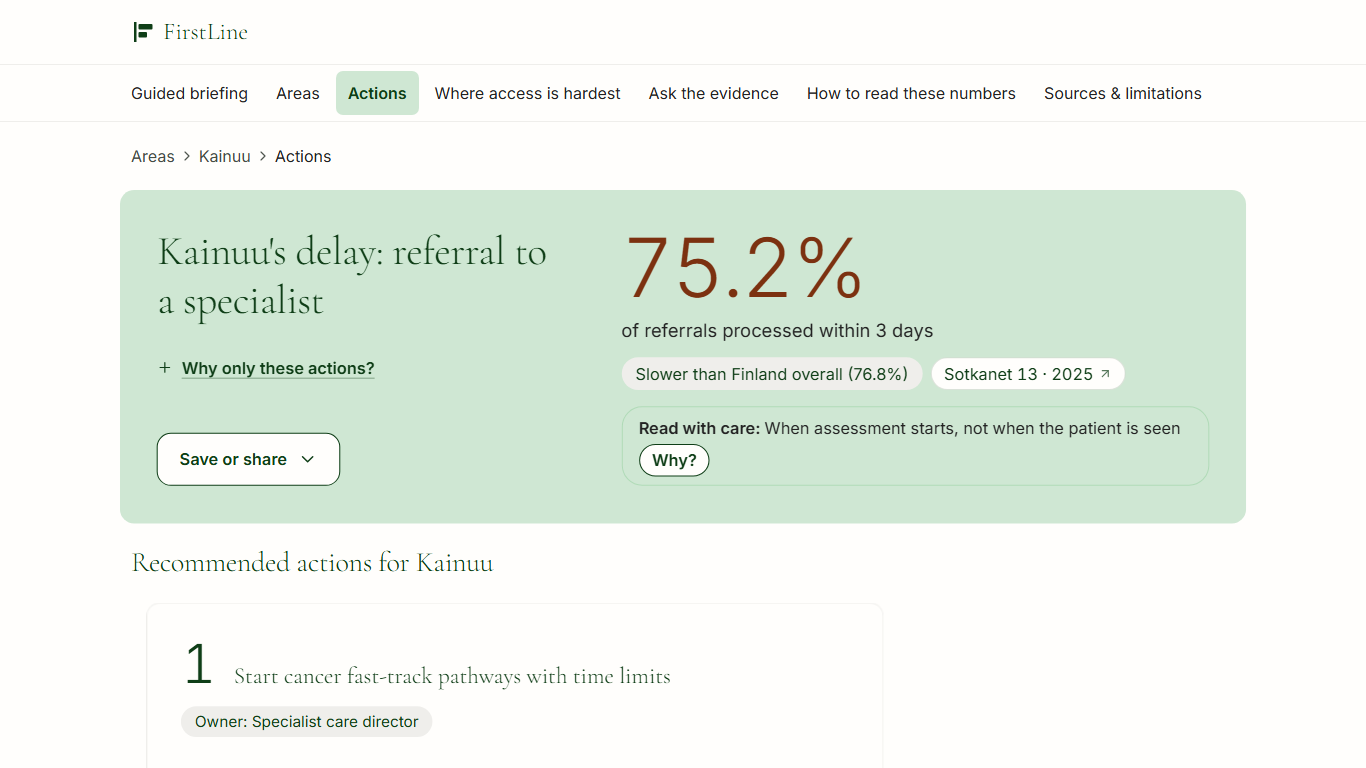 FirstLine
Guided briefing Areas Actions Where access is hardest Ask the evidence How to read these numbers Sources & limitations
Areas > Kainuu > Actions
Kainuu's delay: referral to
a specialist
+ Why only these actions?
Save or share
75.2%
of referrals processed within 3 days
Slower than Finland overall (76.8%) Sotkanet 13 · 2025 ↗
Read with care: When assessment starts, not when the patient is seen
Why?
Recommended actions for Kainuu
1 Start cancer fast-track pathways with time limits
Owner: Specialist care director